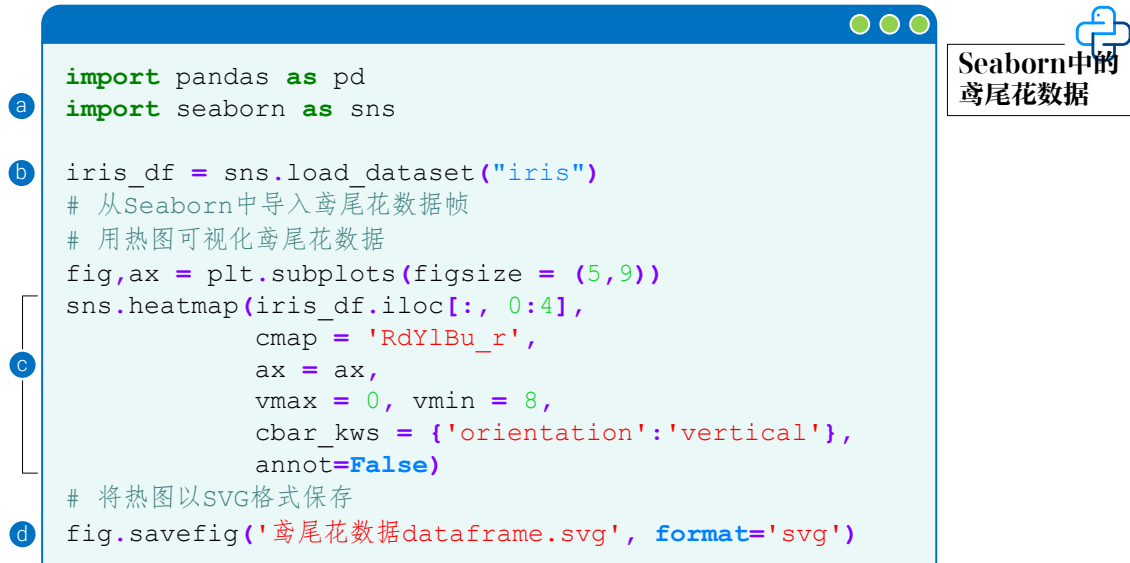 Seaborn中的
鸢尾花数据
import pandas as pd
a import seaborn as sns
b iris_df = sns.load_dataset("iris")
# 从Seaborn中导入鸢尾花数据帧
# 用热图可视化鸢尾花数据
fig,ax = plt.subplots(figsize = (5,9))
sns.heatmap(iris_df.iloc[:, 0:4],
cmap = 'RdYlBu_r',
c ax = ax,
vmax = 0, vmin = 8,
cbar_kws = {'orientation':'vertical'},
annot=False)
# 将热图以SVG格式保存
d fig.savefig('鸢尾花数据dataframe.svg', format='svg')